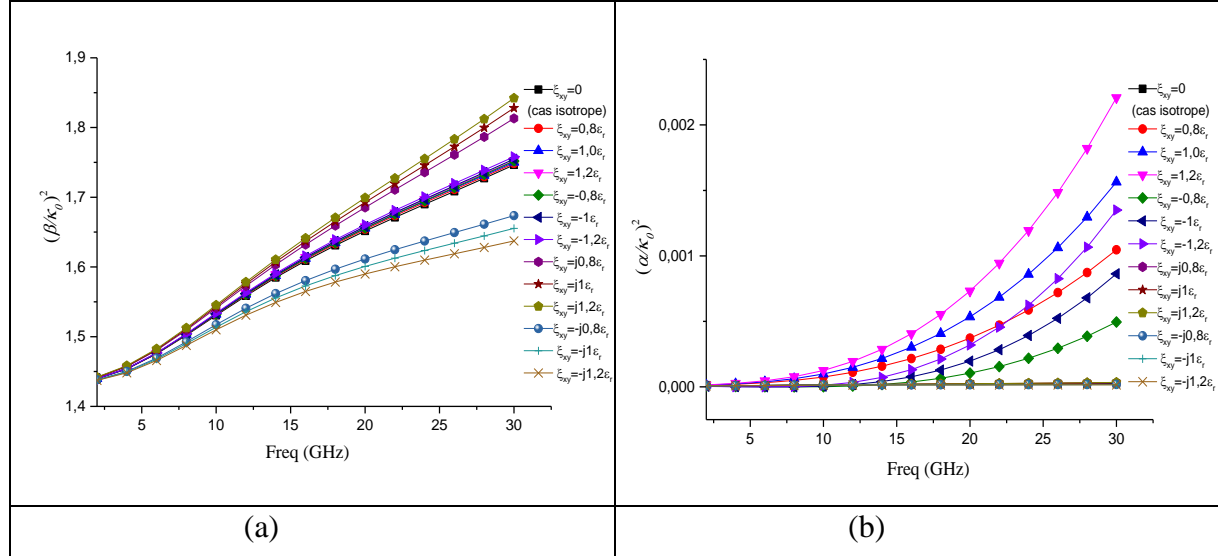 1,9
1,8
1,7
1,6
1,5
1,4
(β/κ₀)²
5 10 15 20 25 30
Freq (GHz)
ξxy=0
(cas isotrope)
ξxy=0,8εr
ξxy=1,0εr
ξxy=1,2εr
ξxy=-0,8εr
ξxy=-1εr
ξxy=-1,2εr
ξxy=j0,8εr
ξxy=j1εr
ξxy=j1,2εr
ξxy=-j0,8εr
ξxy=-j1εr
ξxy=-j1,2εr
(a)
0,002
0,001
0,000
(α/κ₀)²
5 10 15 20 25 30
Freq (GHz)
ξxy=0
(cas isotrope)
ξxy=0,8εr
ξxy=1,0εr
ξxy=1,2εr
ξxy=-0,8εr
ξxy=-1εr
ξxy=-1,2εr
ξxy=j0,8εr
ξxy=j1εr
ξxy=j1,2εr
ξxy=-j0,8εr
ξxy=-j1εr
ξxy=-j1,2εr
(b)